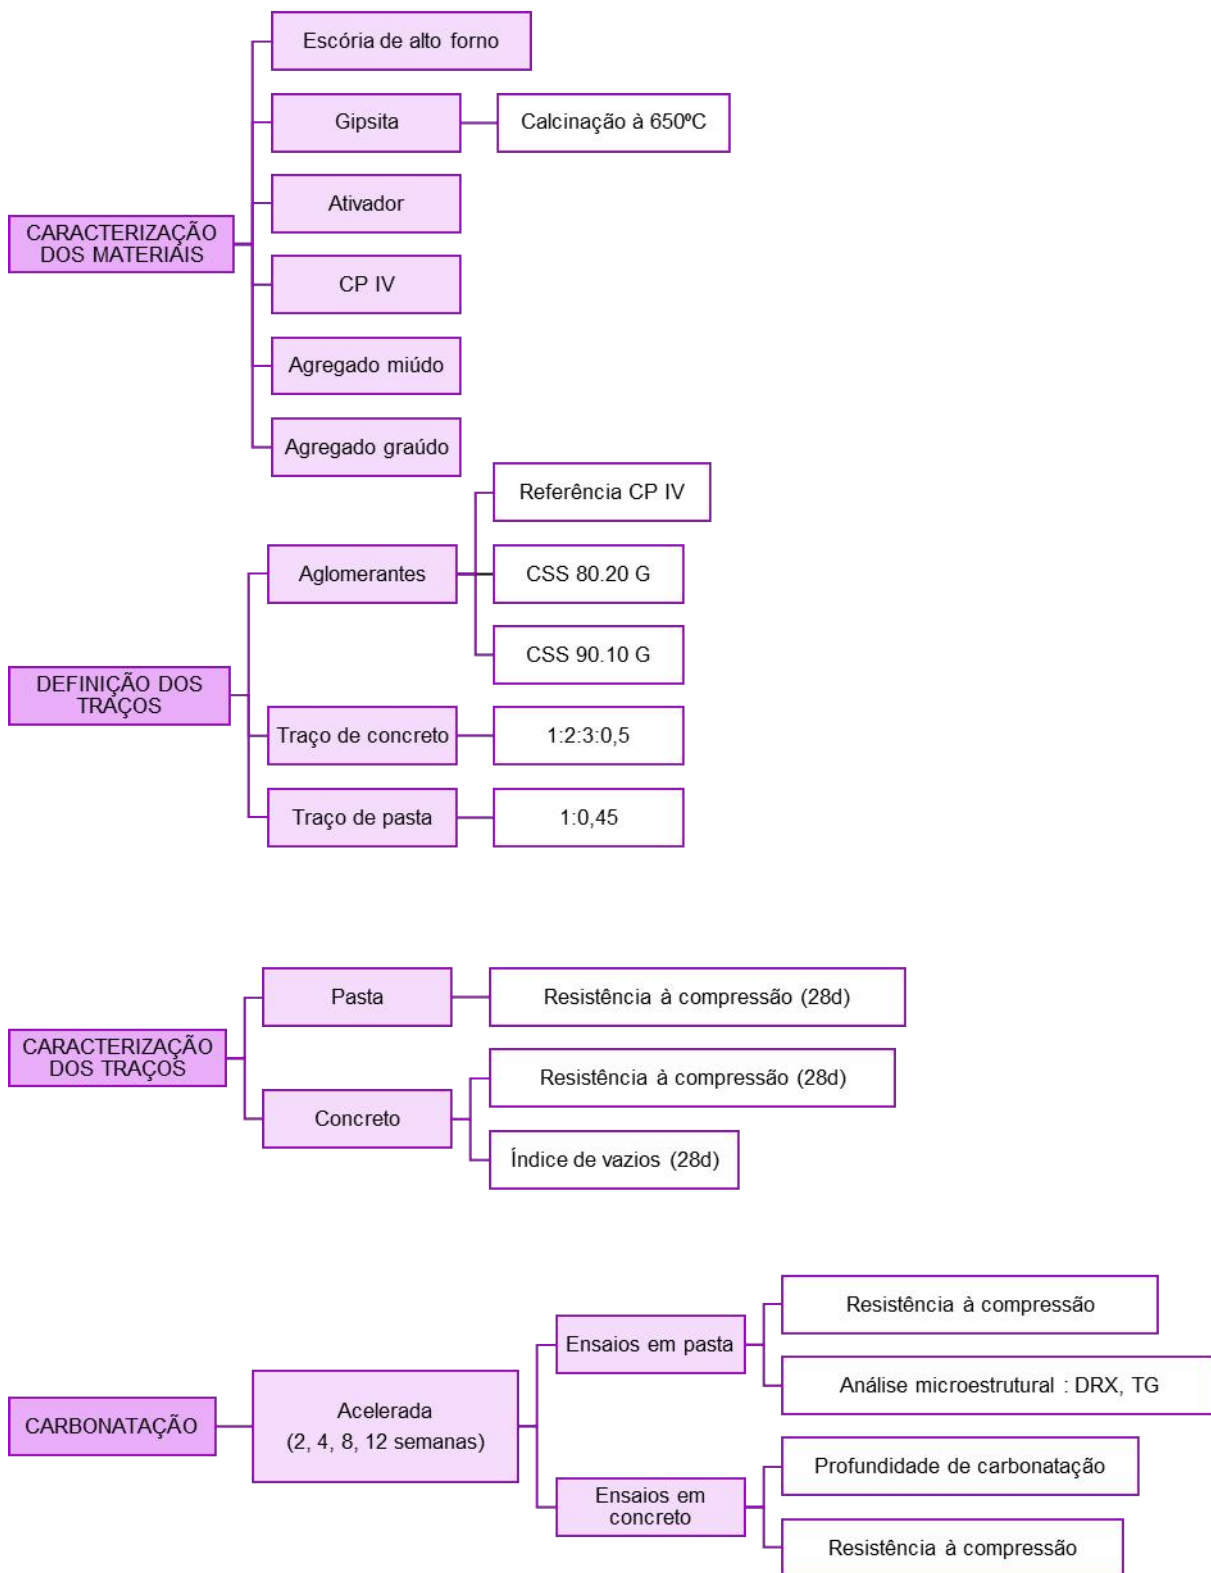 Escória de alto forno
Gipsita
Calcinação à 650ºC
Ativador
CARACTERIZAÇÃO
DOS MATERIAIS
CP IV
Agregado miúdo
Agregado graúdo
Referência CP IV
Aglomerantes
CSS 80.20 G
CSS 90.10 G
DEFINIÇÃO DOS
TRAÇOS
Traço de concreto
1:2:3:0,5
Traço de pasta
1:0,45
Pasta
Resistência à compressão (28d)
CARACTERIZAÇÃO
DOS TRAÇOS
Resistência à compressão (28d)
Concreto
Índice de vazios (28d)
Resistência à compressão
Ensaios em pasta
Análise microestrutural : DRX, TG
CARBONATAÇÃO
Acelerada
(2, 4, 8, 12 semanas)
Profundidade de carbonatação
Ensaios em
concreto
Resistência à compressão